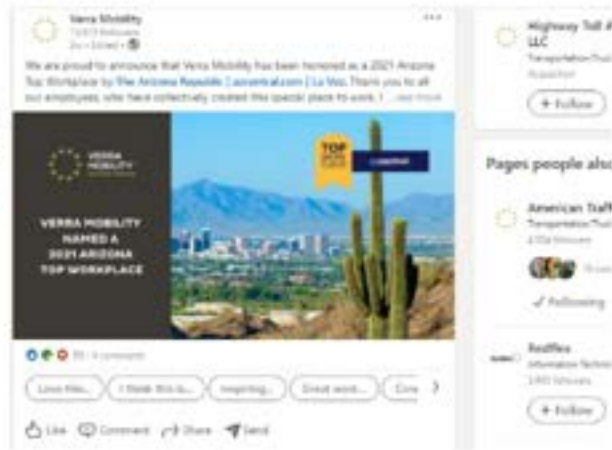 Verra Mobility
We are proud to announce that Verra Mobility has been honored as a 2021 Arizona
Top Workplace by The Arizona Republic | azcentral.com | La Voz. Thank you to all
our employees, who have collectively created this special place to work. I ...see more
VERRA
MOBILITY
TOP
VERRA MOBILITY
NAMED A
2021 ARIZONA
TOP WORKPLACE
4 comments
Love this...
I think this is...
Inspiring...
Great work...
Like
Comment
Share
Send
Highway Toll A
LLC
+ Follow
Pages people also
American Traff
✓ Following
Redflex
+ Follow